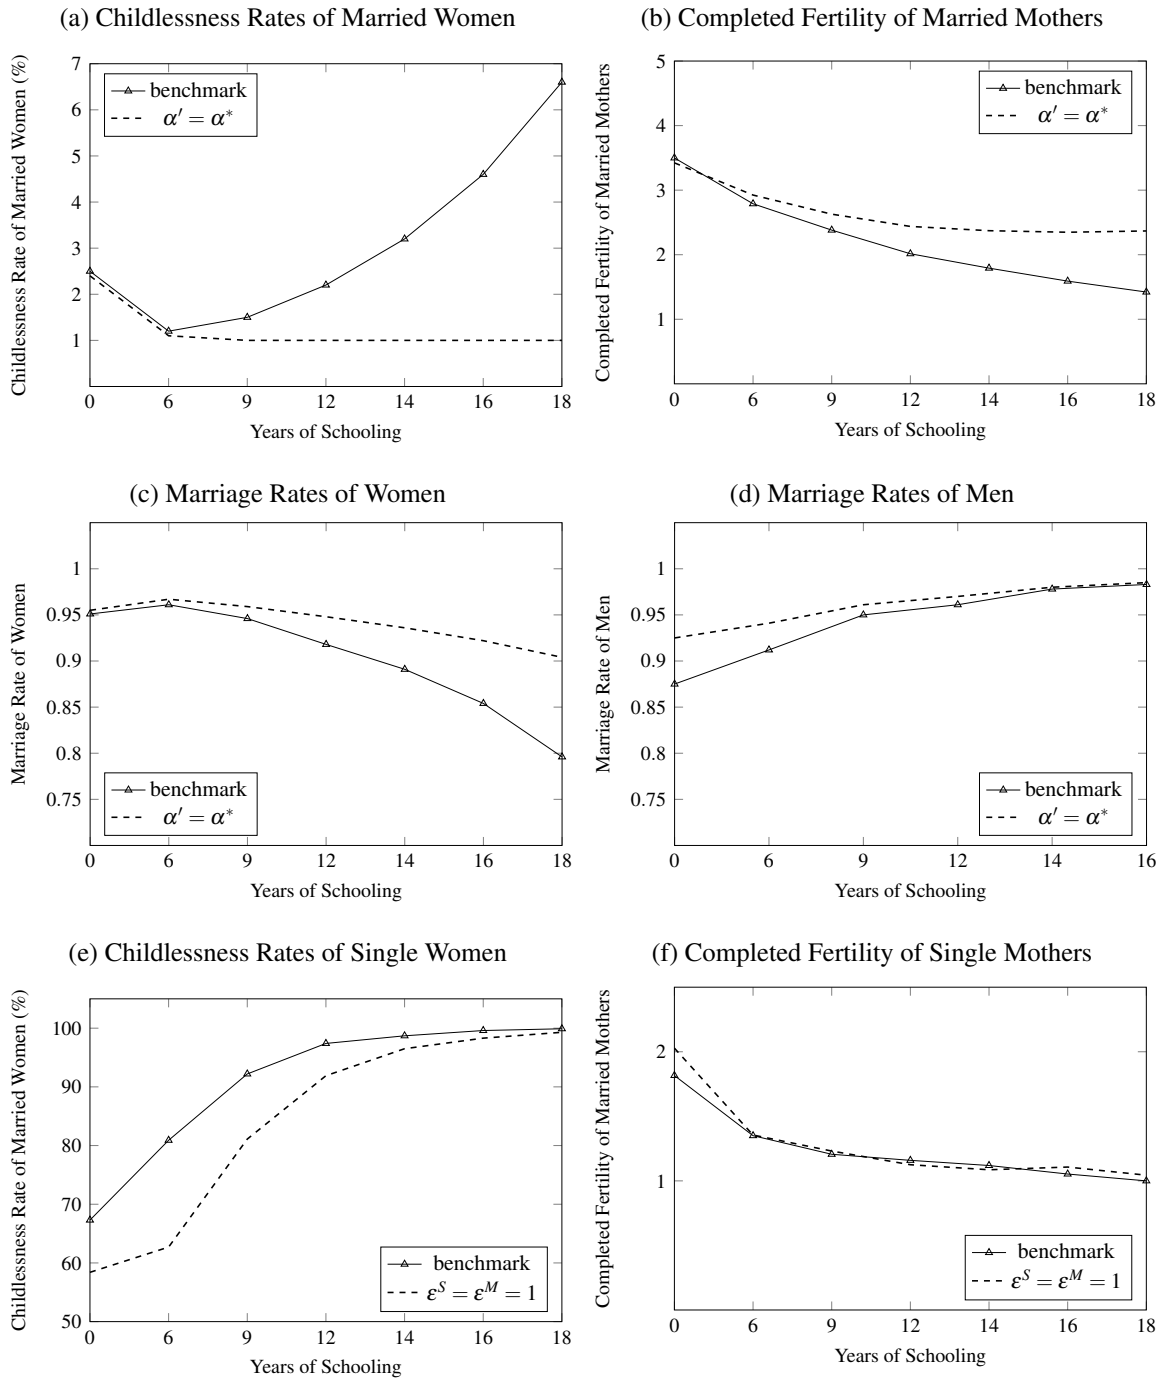 (a) Childlessness Rates of Married Women
Childlessness Rate of Married Women (%)
7
6
5
4
3
2
1
benchmark
α′ = α*
0 6 9 12 14 16 18
Years of Schooling
(b) Completed Fertility of Married Mothers
Completed Fertility of Married Mothers
5
4
3
2
1
benchmark
α′ = α*
0 6 9 12 14 16 18
Years of Schooling
(c) Marriage Rates of Women
Marriage Rate of Women
1
0.95
0.9
0.85
0.8
0.75
benchmark
α′ = α*
0 6 9 12 14 16 18
Years of Schooling
(d) Marriage Rates of Men
Marriage Rate of Men
1
0.95
0.9
0.85
0.8
0.75
benchmark
α′ = α*
0 6 9 12 14 16
Years of Schooling
(e) Childlessness Rates of Single Women
Childlessness Rate of Married Women (%)
100
90
80
70
60
50
benchmark
εS = εM = 1
0 6 9 12 14 16 18
Years of Schooling
(f) Completed Fertility of Single Mothers
Completed Fertility of Married Mothers
2
1
benchmark
εS = εM = 1
0 6 9 12 14 16 18
Years of Schooling